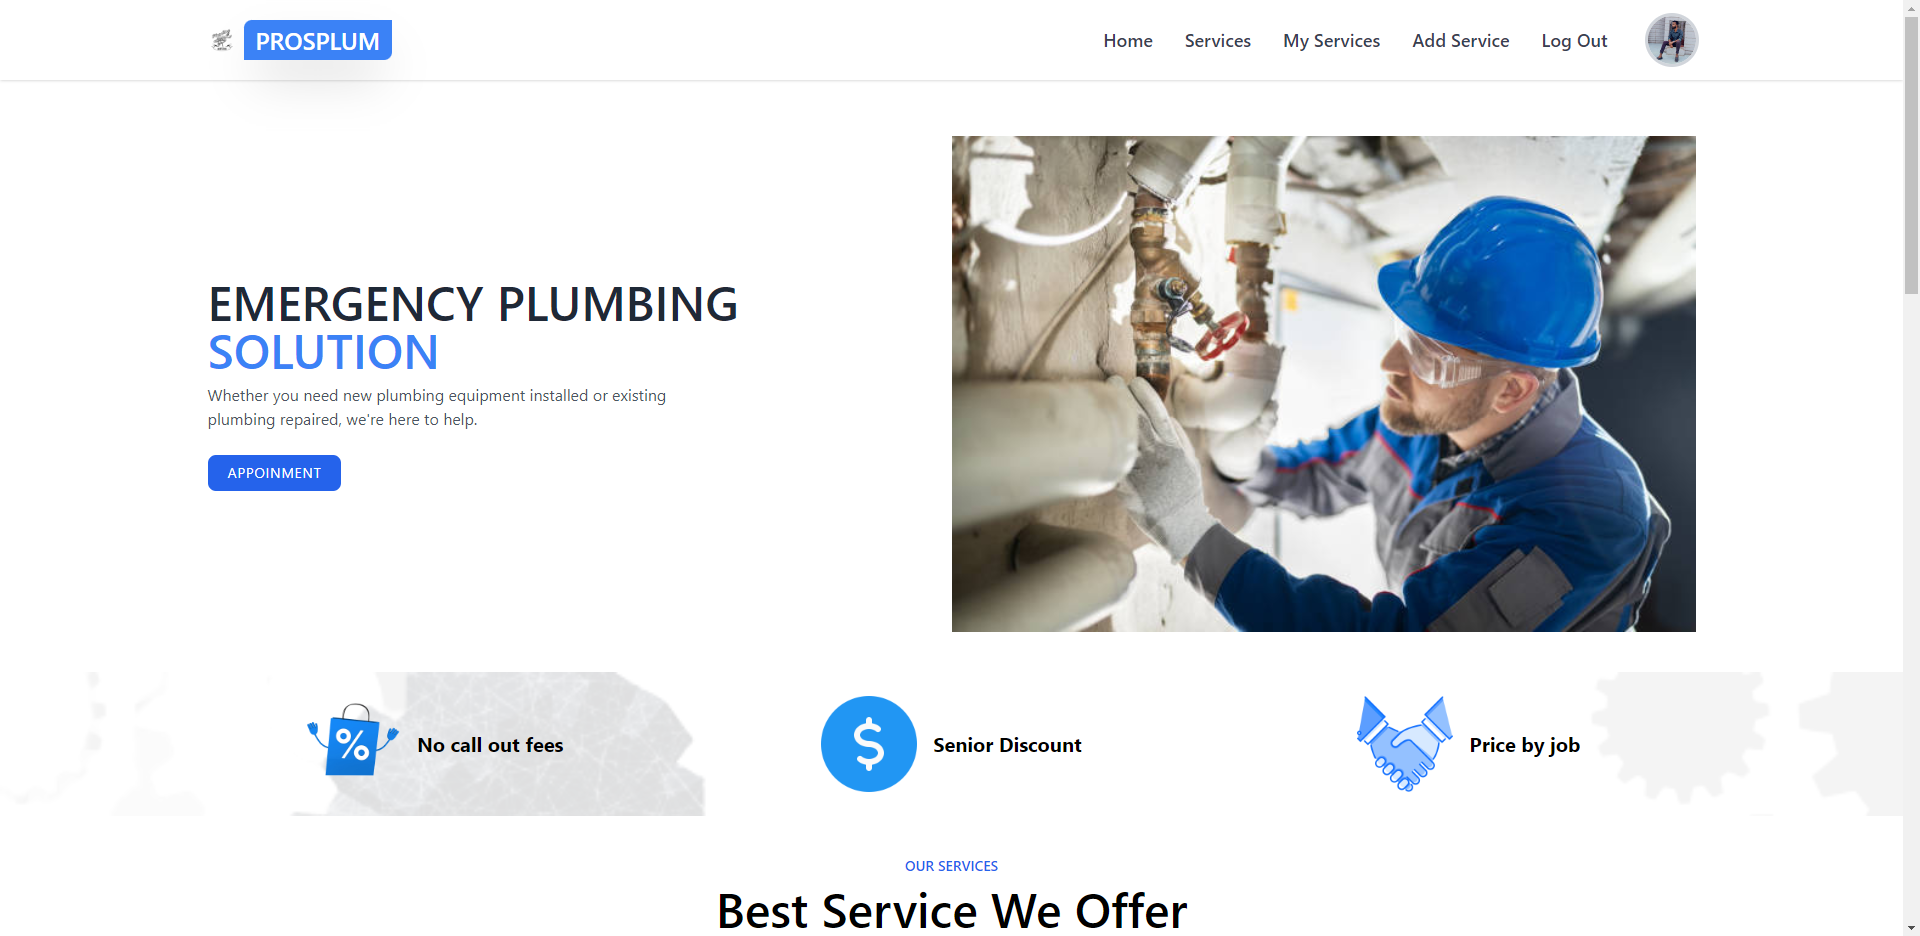 PROSPLUM
Home
Services
My Services
Add Service
Log Out
EMERGENCY PLUMBING
SOLUTION
Whether you need new plumbing equipment installed or existing
plumbing repaired, we're here to help.
APPOINMENT
%
No call out fees
$
Senior Discount
Price by job
OUR SERVICES
Best Service We Offer